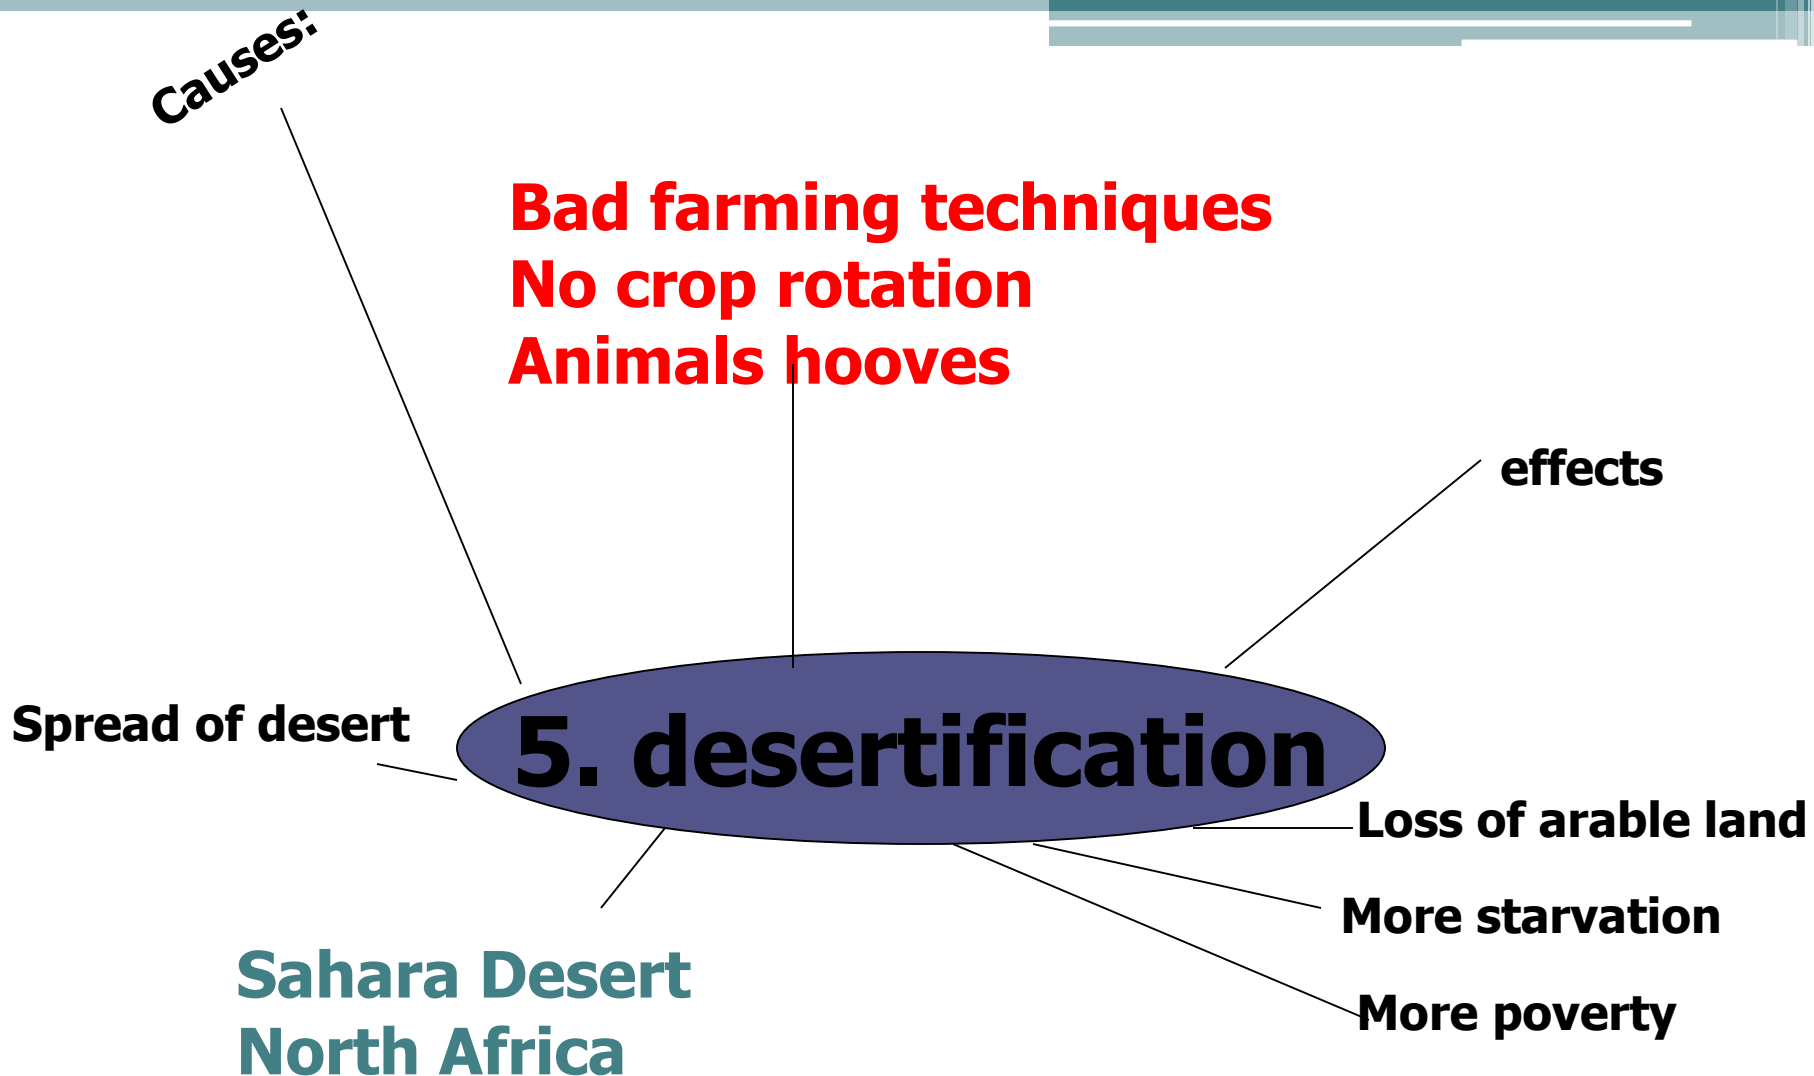 Causes:
Bad farming techniques
No crop rotation
Animals hooves
effects
Spread of desert
5. desertification
Loss of arable land
More starvation
Sahara Desert
North Africa
More poverty